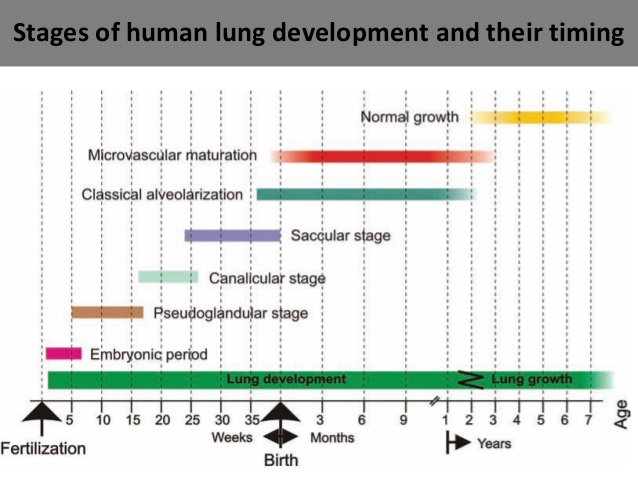 Stages of human lung development and their timing
Normal growth
Microvascular maturation
Classical alveolarization
Saccular stage
Canalicular stage
Pseudoglandular stage
Embryonic period
Lung development
Lung growth
5 10 15 20 25 30 35 3 6 9 1 2 3 4 5 6 7
Age
Weeks
Months
Years
Fertilization
Birth